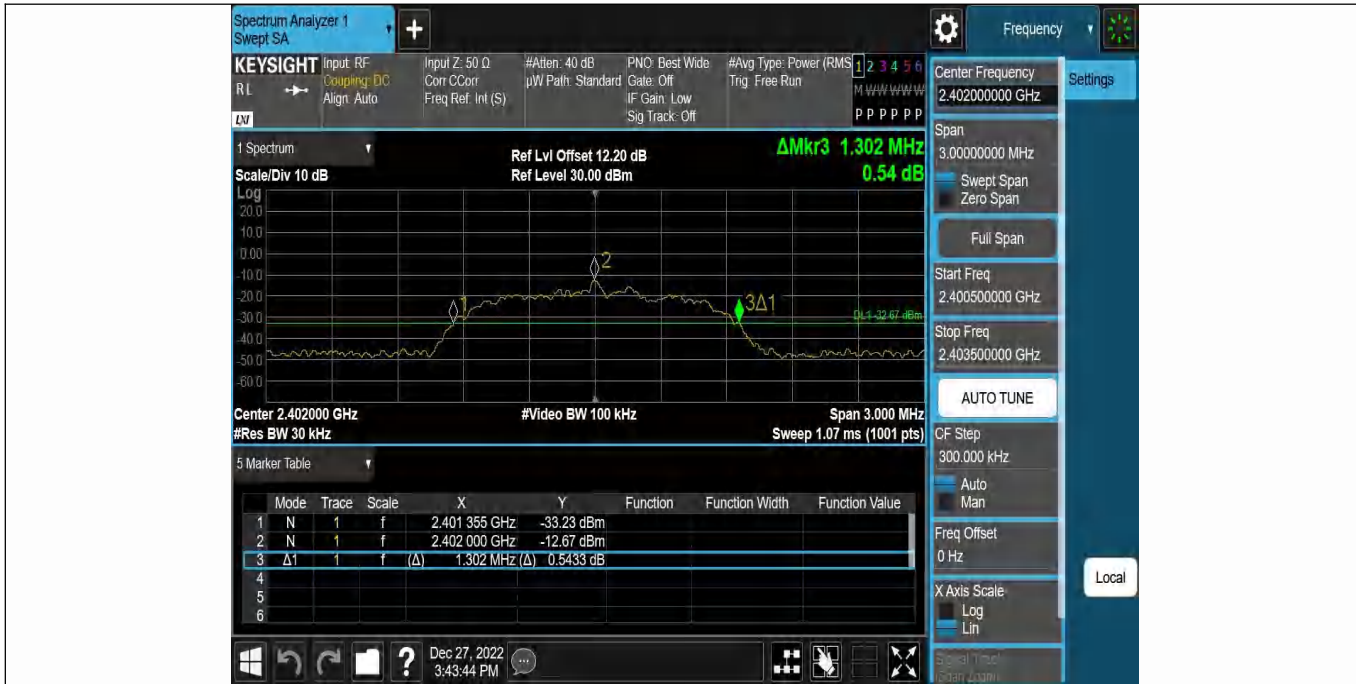 Spectrum Analyzer 1
Swept SA
+
Frequency
KEYSIGHT
RL
LXI
Input: RF
Coupling: DC
Align: Auto
Input Z: 50 Ω
Corr CCorr
Freq Ref: Int (S)
#Atten: 40 dB
µW Path: Standard
PNO: Best Wide
Gate: Off
IF Gain: Low
Sig Track: Off
#Avg Type: Power (RMS
Trig: Free Run
1 2 3 4 5 6
M W W W W W
P P P P P P
1 Spectrum
Scale/Div 10 dB
Ref Lvl Offset 12.20 dB
Ref Level 30.00 dBm
ΔMkr3 1.302 MHz
0.54 dB
Log
20.0
10.0
0.00
-10.0
-20.0
-30.0
-40.0
-50.0
-60.0
1
2
3Δ1
DL1 -32.67 dBm
Center 2.402000 GHz
#Video BW 100 kHz
Span 3.000 MHz
#Res BW 30 kHz
Sweep 1.07 ms (1001 pts)
5 Marker Table
Mode Trace Scale X Y Function Function Width Function Value
1 N 1 f 2.401 355 GHz -33.23 dBm
2 N 1 f 2.402 000 GHz -12.67 dBm
3 Δ1 1 f (Δ) 1.302 MHz (Δ) 0.5433 dB
4
5
6
?
Dec 27, 2022
3:43:44 PM
Center Frequency
2.402000000 GHz
Settings
Span
3.00000000 MHz
Swept Span
Zero Span
Full Span
Start Freq
2.400500000 GHz
Stop Freq
2.403500000 GHz
AUTO TUNE
CF Step
300.000 kHz
Auto
Man
Freq Offset
0 Hz
X Axis Scale
Log
Lin
Signal Track
(Span Zoom)
Local